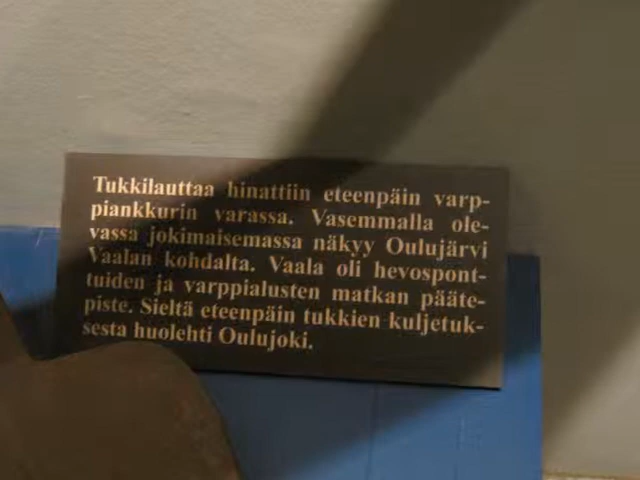 Tukkilauttaa hinattiin eteenpäin varp-
piankkurin varassa. Vasemmalla ole-
vassa jokimaisemassa näkyy Oulujärvi
Vaalan kohdalta. Vaala oli hevospont-
tuiden ja varppialusten matkan pääte-
piste. Sieltä eteenpäin tukkien kuljetuk-
sesta huolehti Oulujoki.